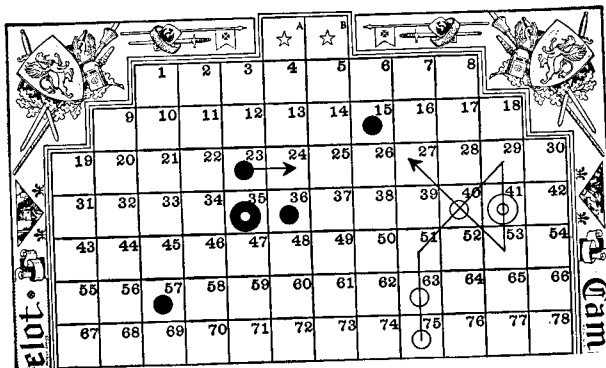 A B
1 2 3 4 5 6 7 8
9 10 11 12 13 14 15 16 17 18
19 20 21 22 23 24 25 26 27 28 29 30
31 32 33 34 35 36 37 38 39 40 41 42
43 44 45 46 47 48 49 50 51 52 53 54
55 56 57 58 59 60 61 62 63 64 65 66
67 68 69 70 71 72 73 74 75 76 77 78
elot
Cam